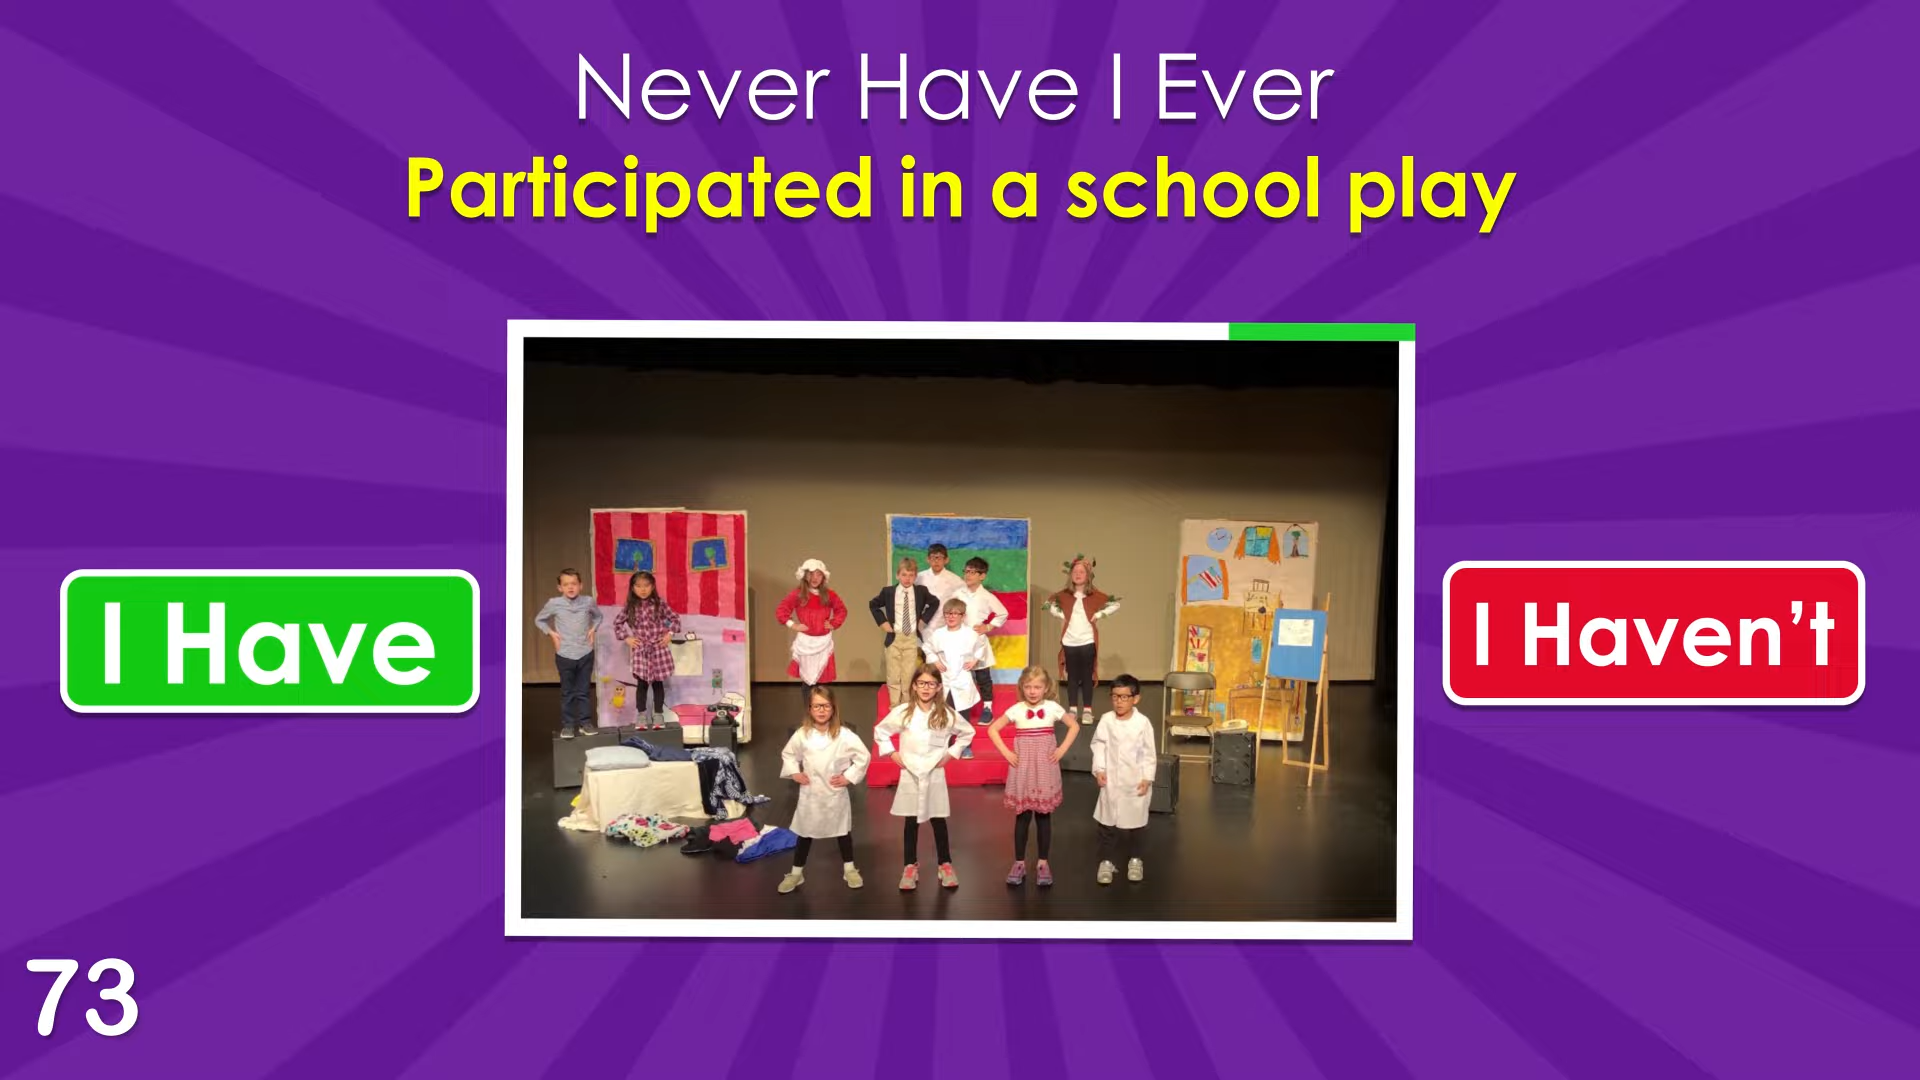 Never Have I Ever
Participated in a school play
I Have
I Haven't
73